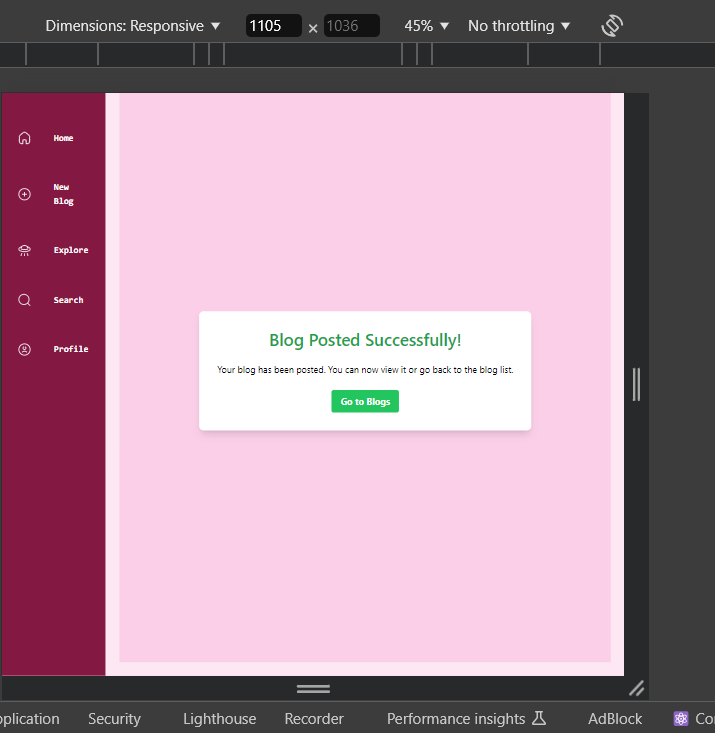 Dimensions: Responsive ▼ 1105 × 1036 45% ▼ No throttling ▼
Home
New
Blog
Explore
Search
Profile
Blog Posted Successfully!
Your blog has been posted. You can now view it or go back to the blog list.
Go to Blogs
pplication Security Lighthouse Recorder Performance insights AdBlock Co